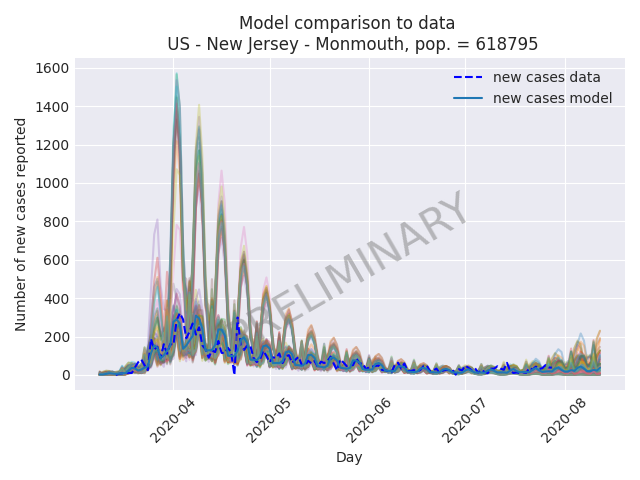 Model comparison to data
US - New Jersey - Monmouth, pop. = 618795
Number of new cases reported
1600
1400
1200
1000
800
600
400
200
0
new cases data
new cases model
PRELIMINARY
2020-04
2020-05
2020-06
2020-07
2020-08
Day